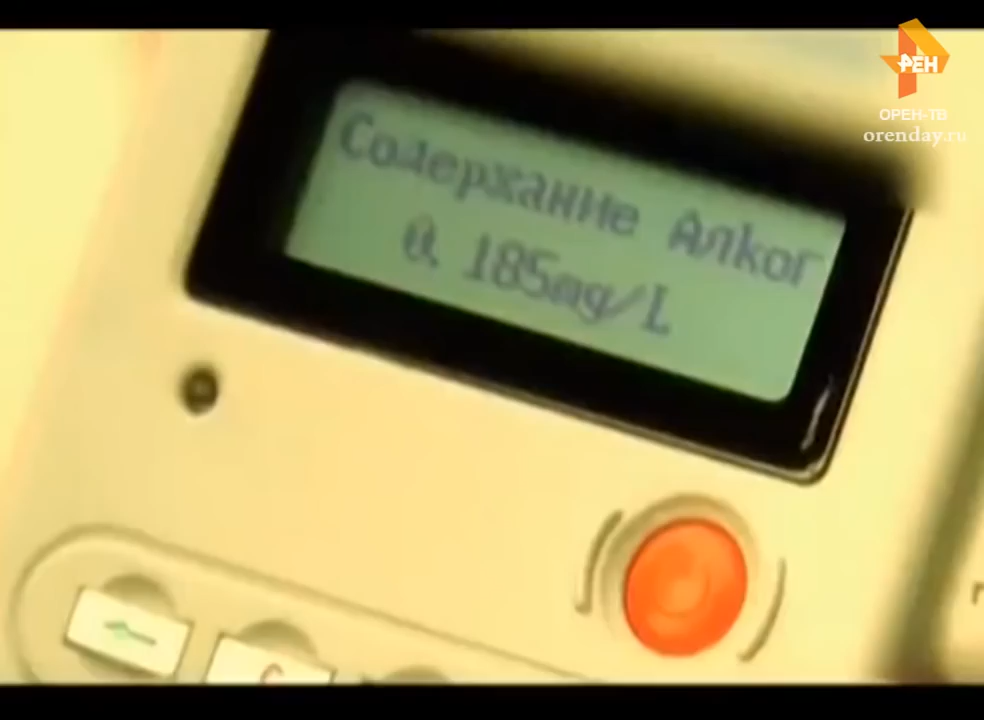 РЕН
ОРЕН-ТВ
orenday.ru
Содержание Алког
0,185mg/L